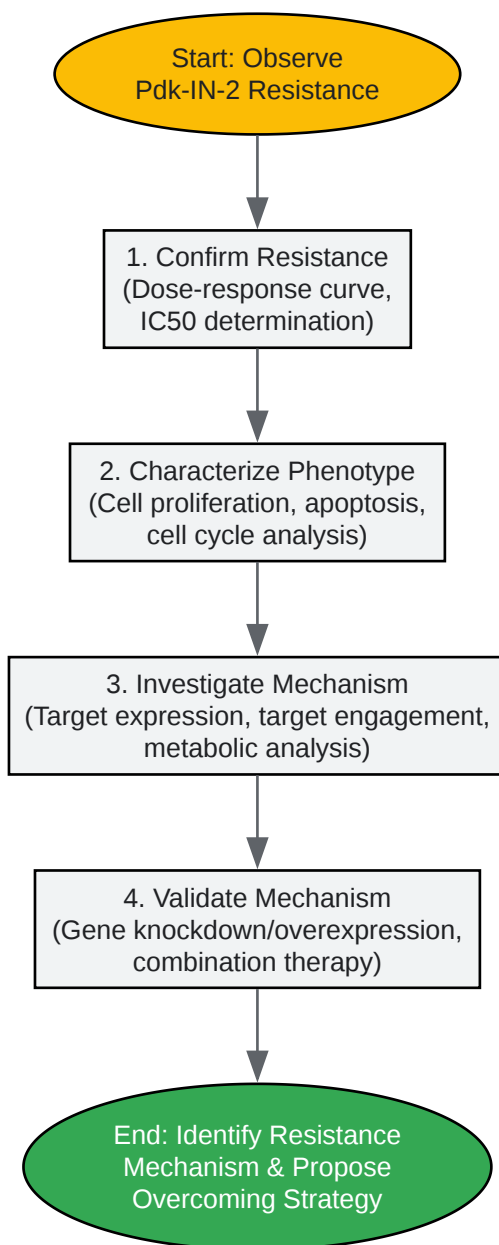 Start: Observe
Pdk-IN-2 Resistance
1. Confirm Resistance
(Dose-response curve,
IC50 determination)
2. Characterize Phenotype
(Cell proliferation, apoptosis,
cell cycle analysis)
3. Investigate Mechanism
(Target expression, target engagement,
metabolic analysis)
4. Validate Mechanism
(Gene knockdown/overexpression,
combination therapy)
End: Identify Resistance
Mechanism & Propose
Overcoming Strategy